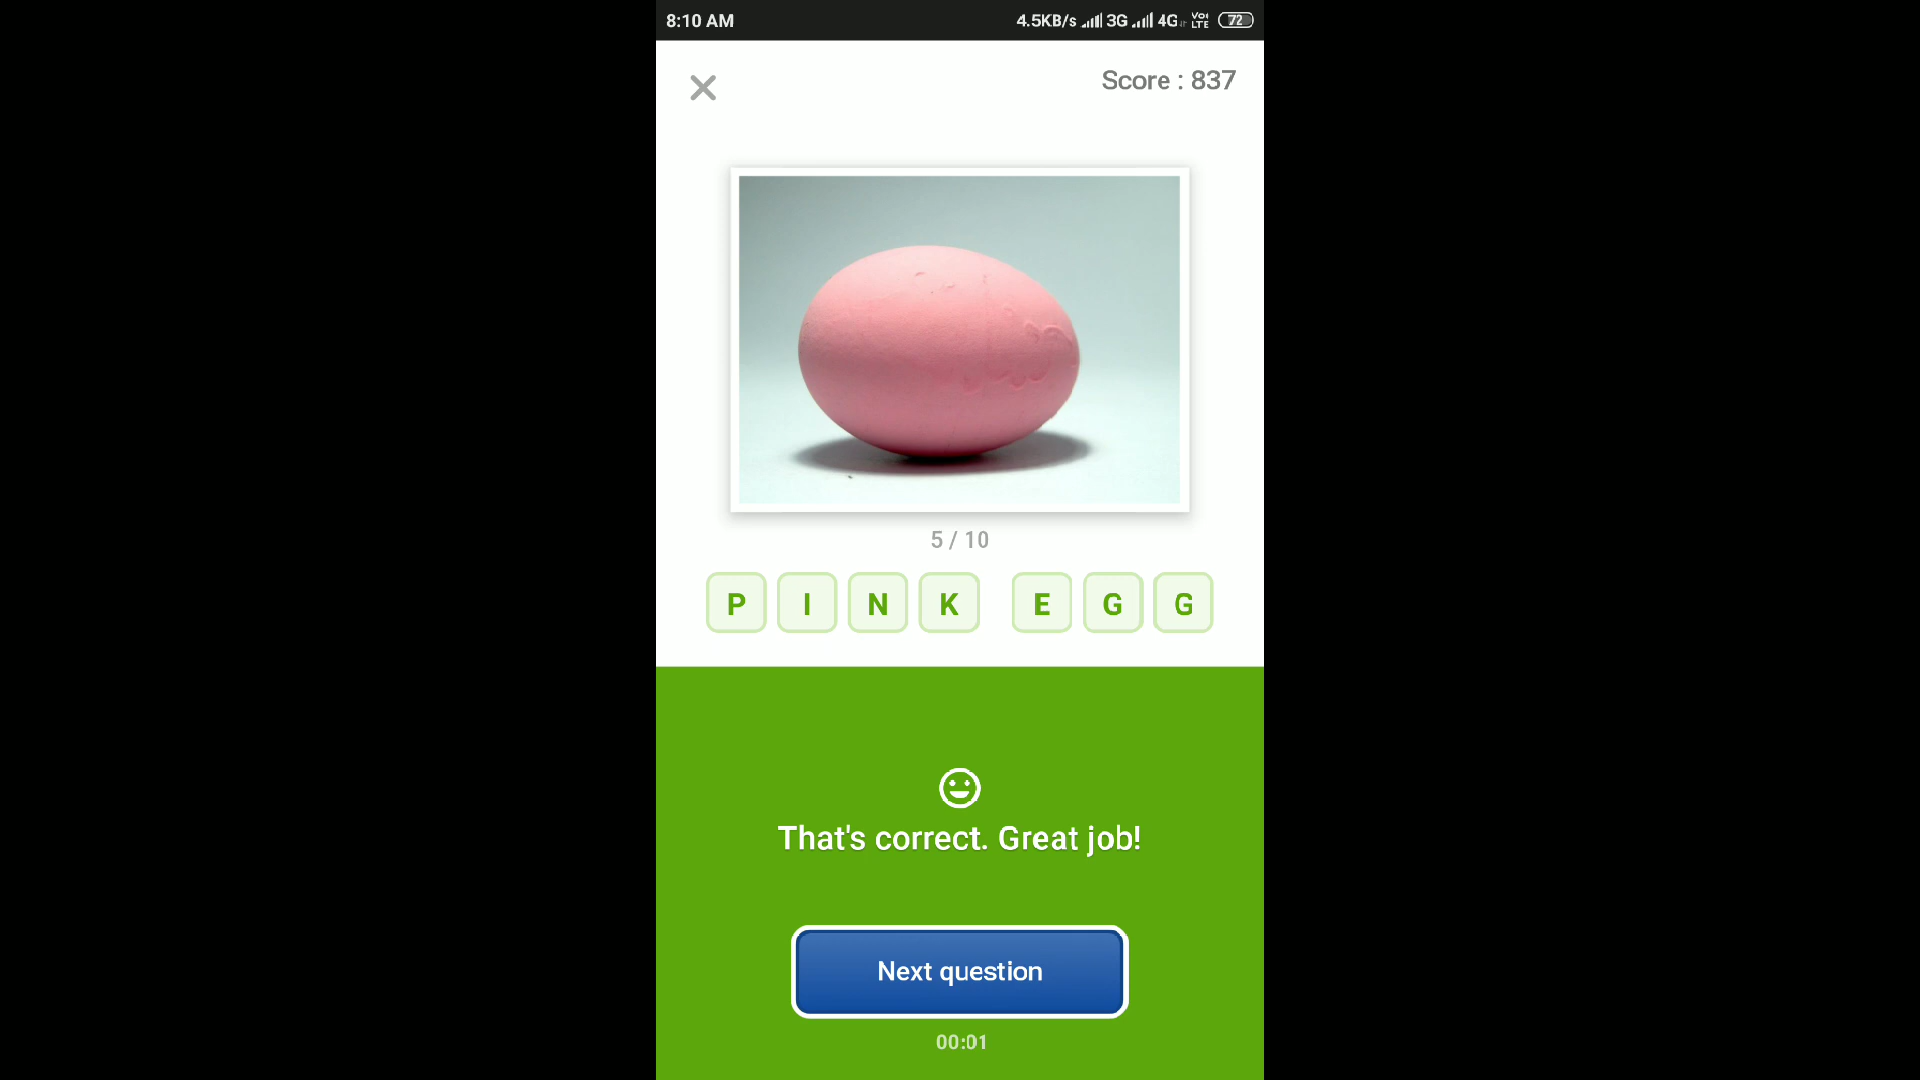 8:10 AM 4.5KB/s 3G 4G VoLTE 72
Score : 837
5 / 10
P I N K E G G
That's correct. Great job!
Next question
00:01